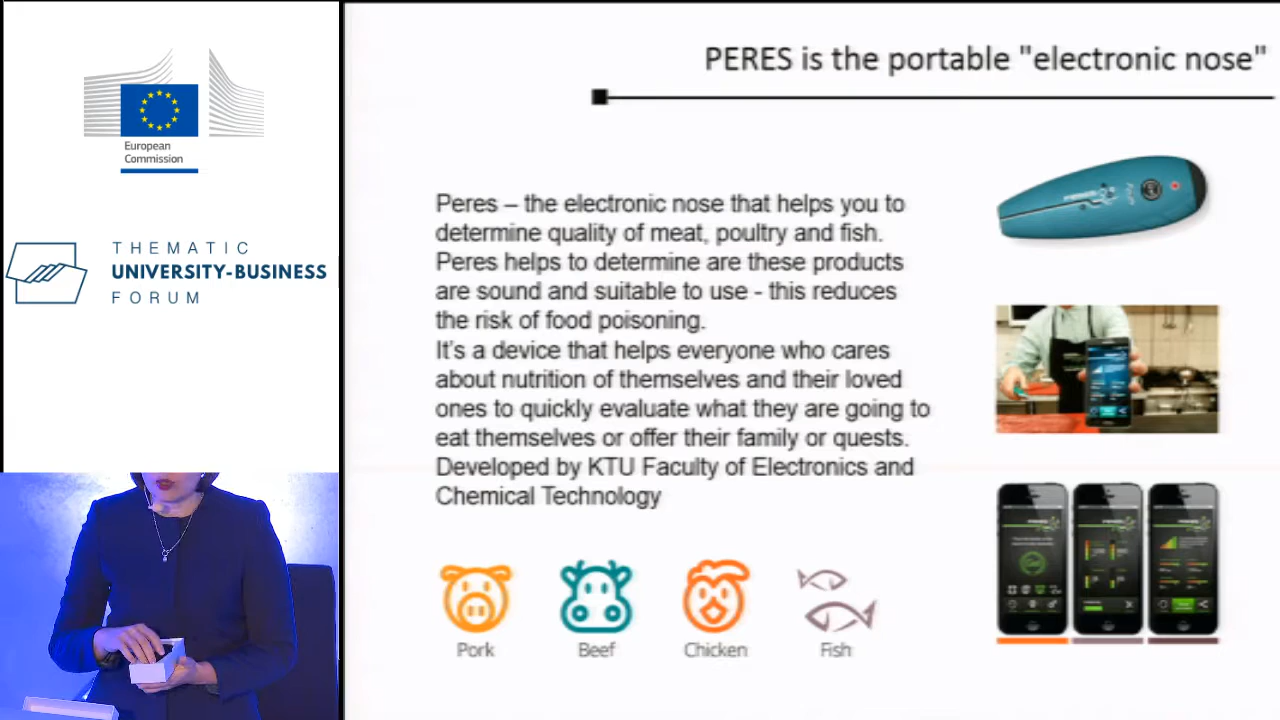 European
Commission
THEMATIC
UNIVERSITY-BUSINESS
FORUM
PERES is the portable "electronic nose"
Peres – the electronic nose that helps you to
determine quality of meat, poultry and fish.
Peres helps to determine are these products
are sound and suitable to use - this reduces
the risk of food poisoning.
It's a device that helps everyone who cares
about nutrition of themselves and their loved
ones to quickly evaluate what they are going to
eat themselves or offer their family or quests.
Developed by KTU Faculty of Electronics and
Chemical Technology
Pork
Beef
Chicken
Fish